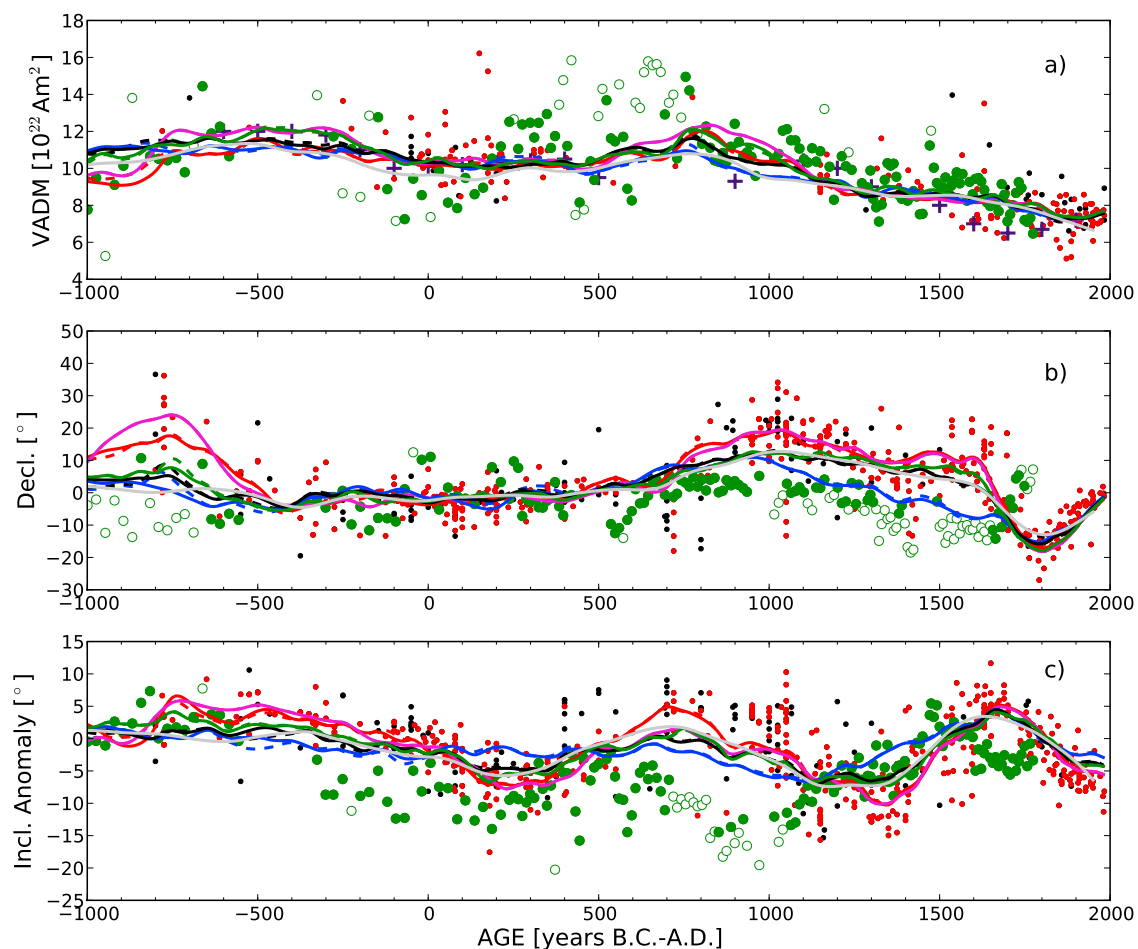 18
16
14
12
10
8
6
4
VADM [10²² Am²]
a)
−1000 −500 0 500 1000 1500 2000
50
40
30
20
10
0
−10
−20
−30
Decl. [°]
b)
−1000 −500 0 500 1000 1500 2000
15
10
5
0
−5
−10
−15
−20
−25
Incl. Anomaly [°]
c)
−1000 −500 0 500 1000 1500 2000
AGE [years B.C.-A.D.]